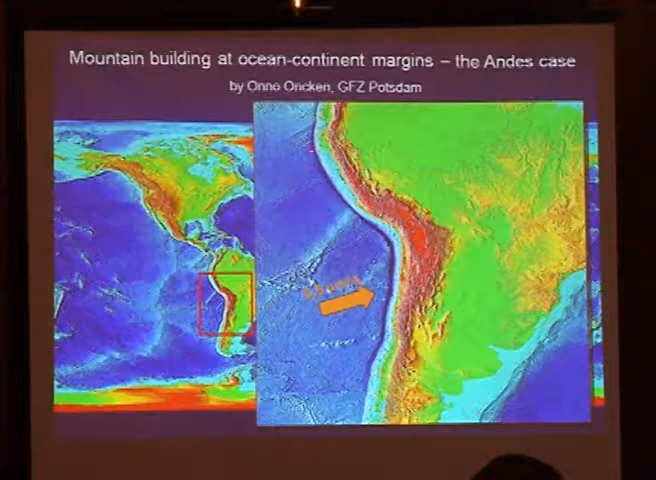 Mountain building at ocean-continent margins – the Andes case
by Onno Oncken, GFZ Potsdam